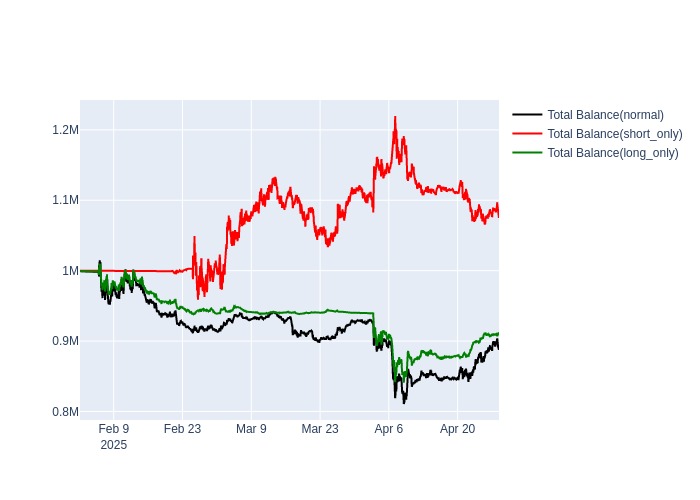 1.2M
1.1M
1M
0.9M
0.8M
Feb 9
2025
Feb 23
Mar 9
Mar 23
Apr 6
Apr 20
Total Balance(normal)
Total Balance(short_only)
Total Balance(long_only)